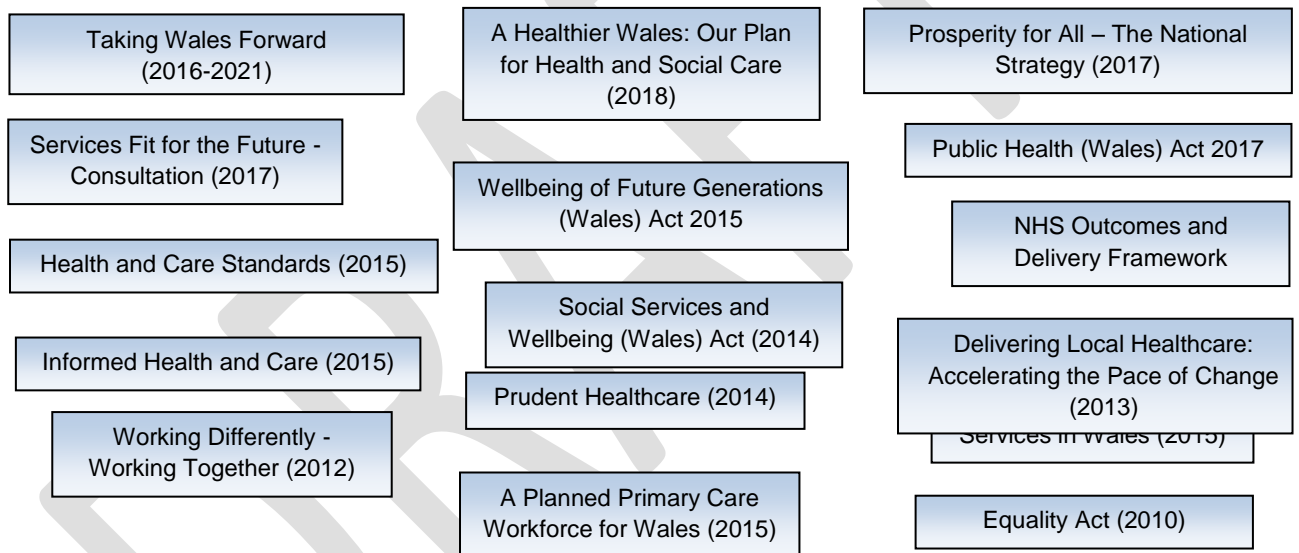 Taking Wales Forward
(2016-2021)
Services Fit for the Future -
Consultation (2017)
Health and Care Standards (2015)
Informed Health and Care (2015)
Working Differently -
Working Together (2012)
A Healthier Wales: Our Plan
for Health and Social Care
(2018)
Wellbeing of Future Generations
(Wales) Act 2015
Social Services and
Wellbeing (Wales) Act (2014)
Prudent Healthcare (2014)
A Planned Primary Care
Workforce for Wales (2015)
Prosperity for All – The National
Strategy (2017)
Public Health (Wales) Act 2017
NHS Outcomes and
Delivery Framework
Delivering Local Healthcare:
Accelerating the Pace of Change
(2013)
Services in Wales (2015)
Equality Act (2010)